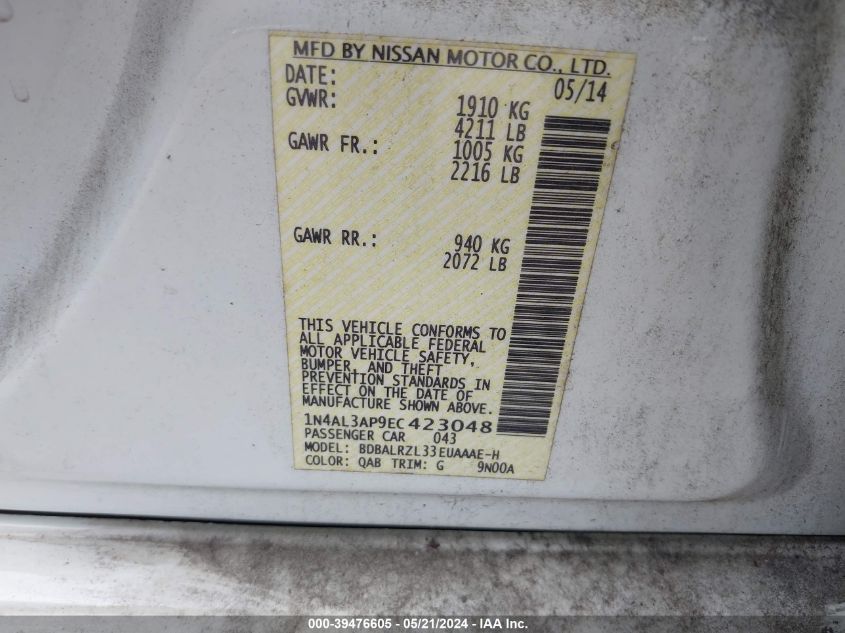 MFD BY NISSAN MOTOR CO., LTD.
DATE: 05/14
GVWR: 1910 KG
4211 LB
GAWR FR.: 1005 KG
2216 LB
GAWR RR.: 940 KG
2072 LB
THIS VEHICLE CONFORMS TO
ALL APPLICABLE FEDERAL
MOTOR VEHICLE SAFETY,
BUMPER, AND THEFT
PREVENTION STANDARDS IN
EFFECT ON THE DATE OF
MANUFACTURE SHOWN ABOVE.
1N4AL3AP9EC423048
PASSENGER CAR 043
MODEL: BDBALRZL33EUAAAE-H
COLOR: QAB TRIM: G 9N00A
000-39476605 - 05/21/2024 - IAA Inc.